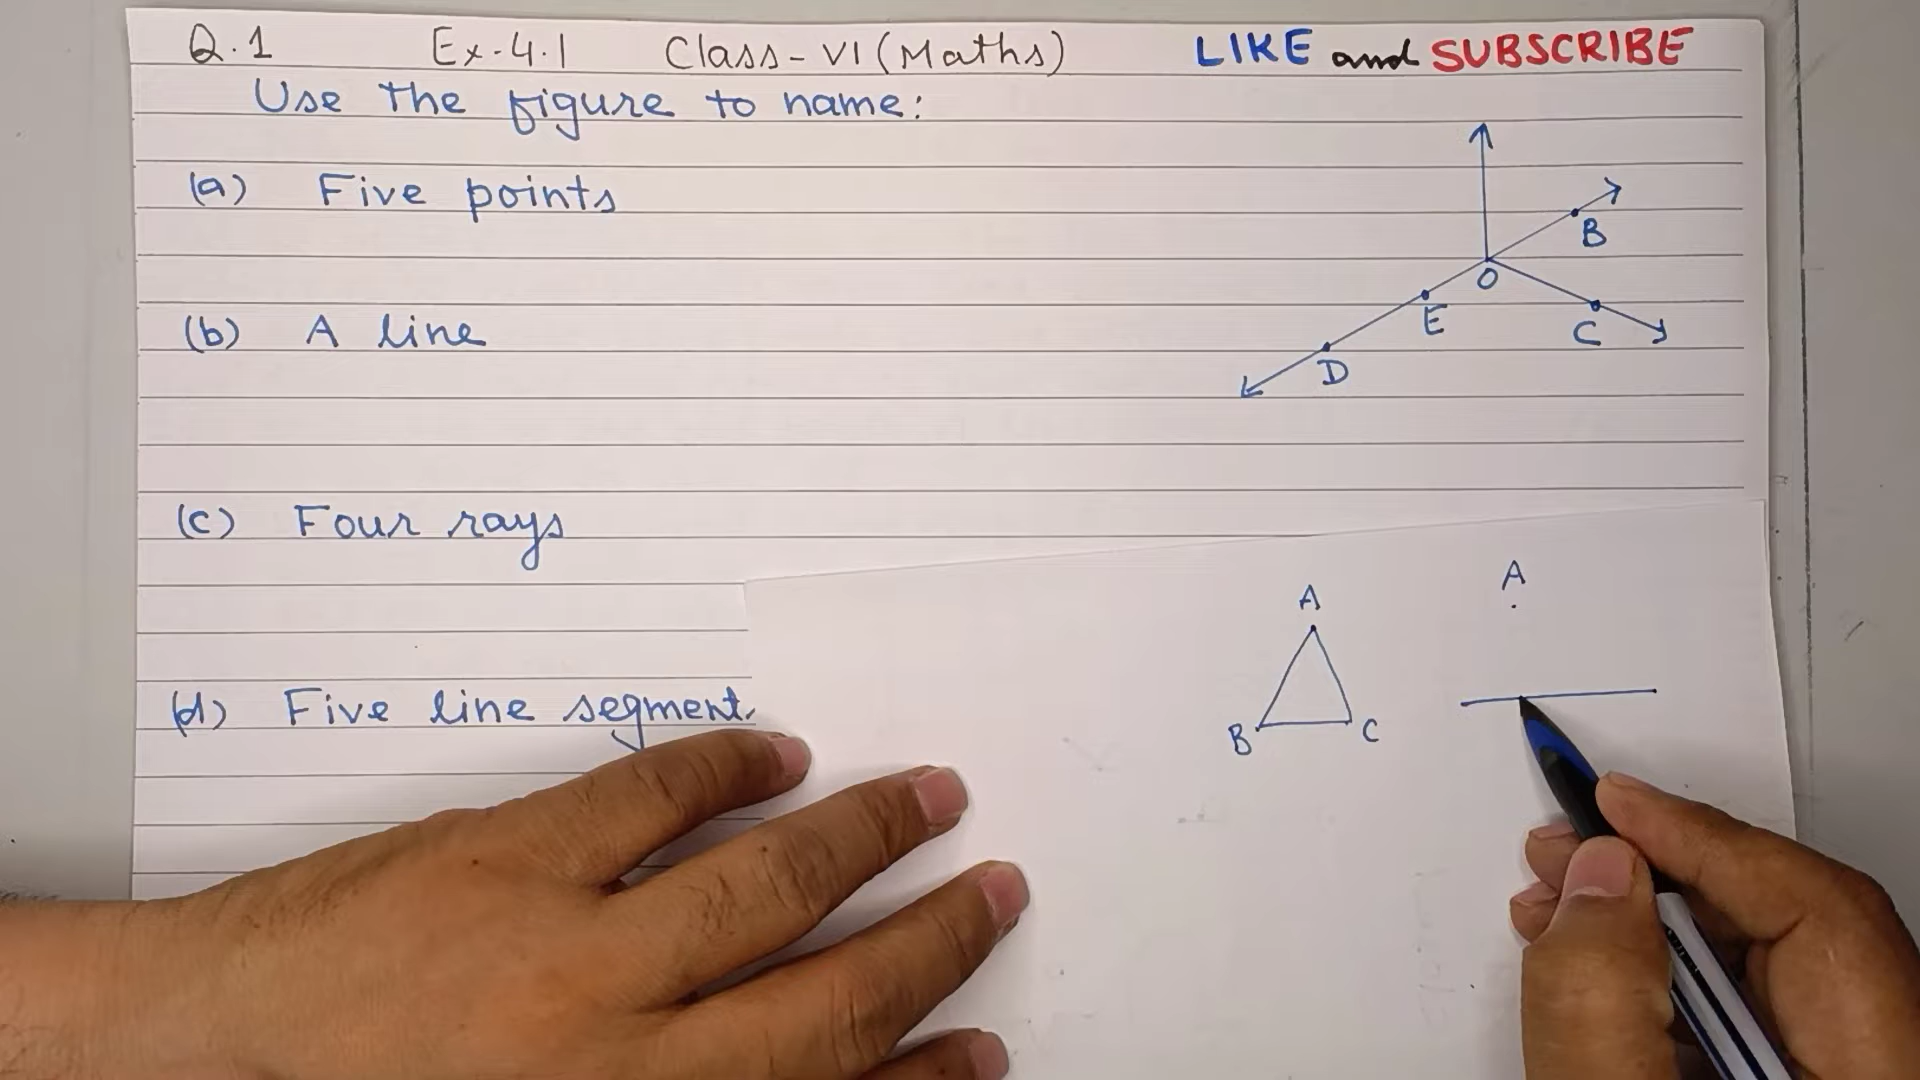 Q.1 Ex-4.1 Class-VI (Maths) LIKE and SUBSCRIBE
Use the figure to name:
(a) Five points
B
O
E
C
(b) A line
D
(c) Four rays
A
A
(d) Five line segment
B
C